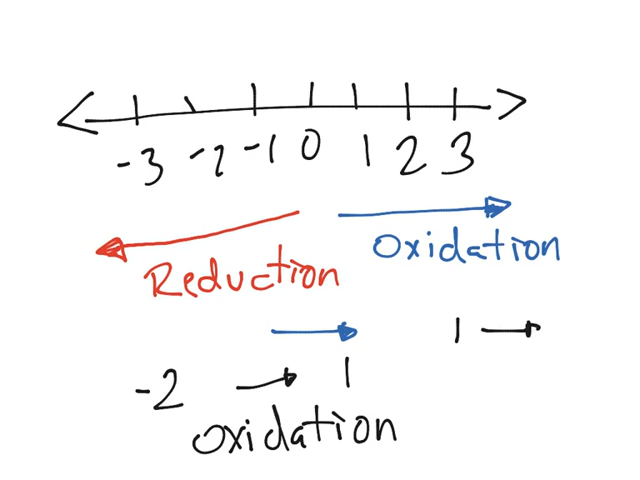 -3 -2 -1 0 1 2 3
Oxidation
Reduction
1 →
-2 → 1
Oxidation